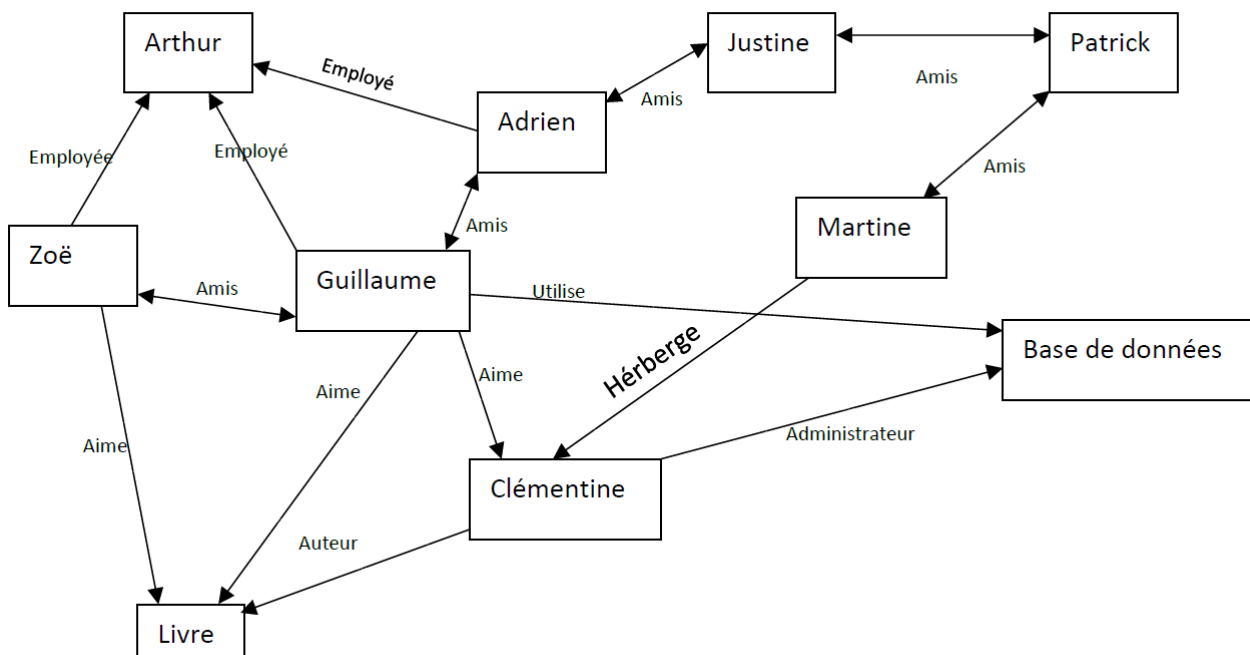 Arthur
Justine
Patrick
Employé
Amis
Amis
Adrien
Employée
Employé
Amis
Amis
Martine
Zoë
Guillaume
Amis
Utilise
Hérberge
Base de données
Aime
Aime
Aime
Administrateur
Clémentine
Auteur
Livre